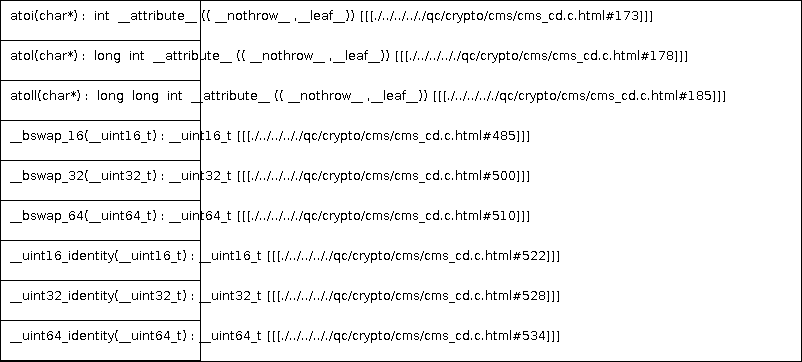 atoi(char*) : int __attribute__ (( __nothrow__ ,__leaf__)) [[[./../../../qc/crypto/cms/cms_cd.c.html#173]]]
atol(char*) : long int __attribute__ (( __nothrow__ ,__leaf__)) [[[./../../../qc/crypto/cms/cms_cd.c.html#178]]]
atoll(char*) : long long int __attribute__ (( __nothrow__ ,__leaf__)) [[[./../../../qc/crypto/cms/cms_cd.c.html#185]]]
__bswap_16(__uint16_t) : __uint16_t [[[./../../../qc/crypto/cms/cms_cd.c.html#485]]]
__bswap_32(__uint32_t) : __uint32_t [[[./../../../qc/crypto/cms/cms_cd.c.html#500]]]
__bswap_64(__uint64_t) : __uint64_t [[[./../../../qc/crypto/cms/cms_cd.c.html#510]]]
__uint16_identity(__uint16_t) : __uint16_t [[[./../../../qc/crypto/cms/cms_cd.c.html#522]]]
__uint32_identity(__uint32_t) : __uint32_t [[[./../../../qc/crypto/cms/cms_cd.c.html#528]]]
__uint64_identity(__uint64_t) : __uint64_t [[[./../../../qc/crypto/cms/cms_cd.c.html#534]]]